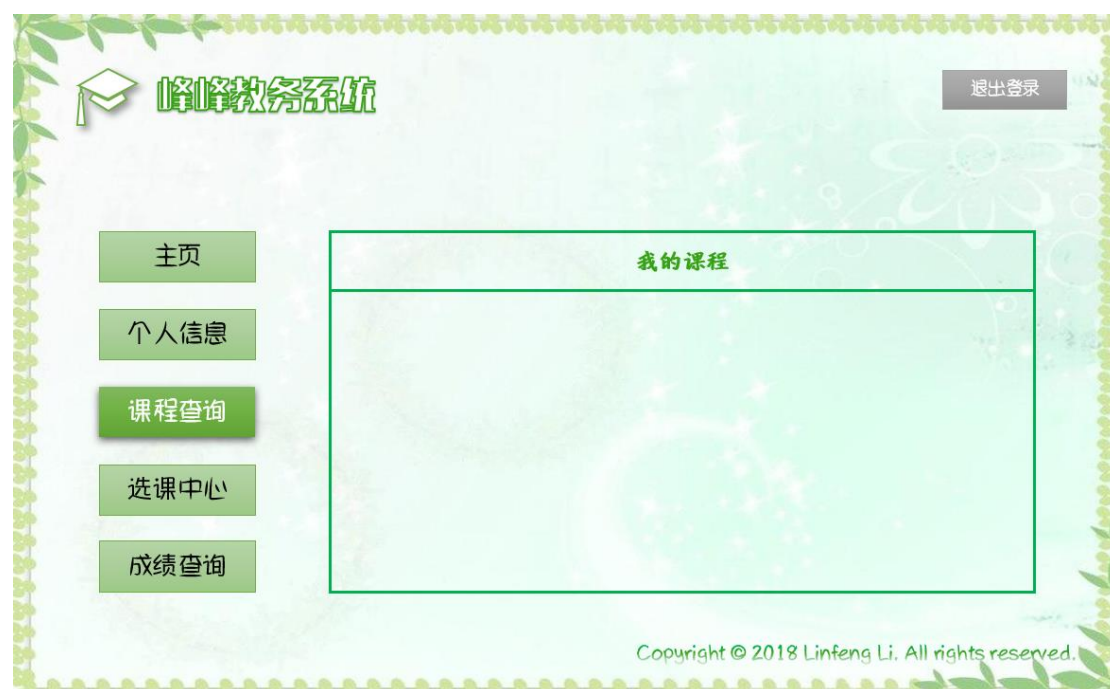 峰峰教务系统
退出登录
主页
我的课程
个人信息
课程查询
选课中心
成绩查询
Copyright © 2018 Linfeng Li. All rights reserved.